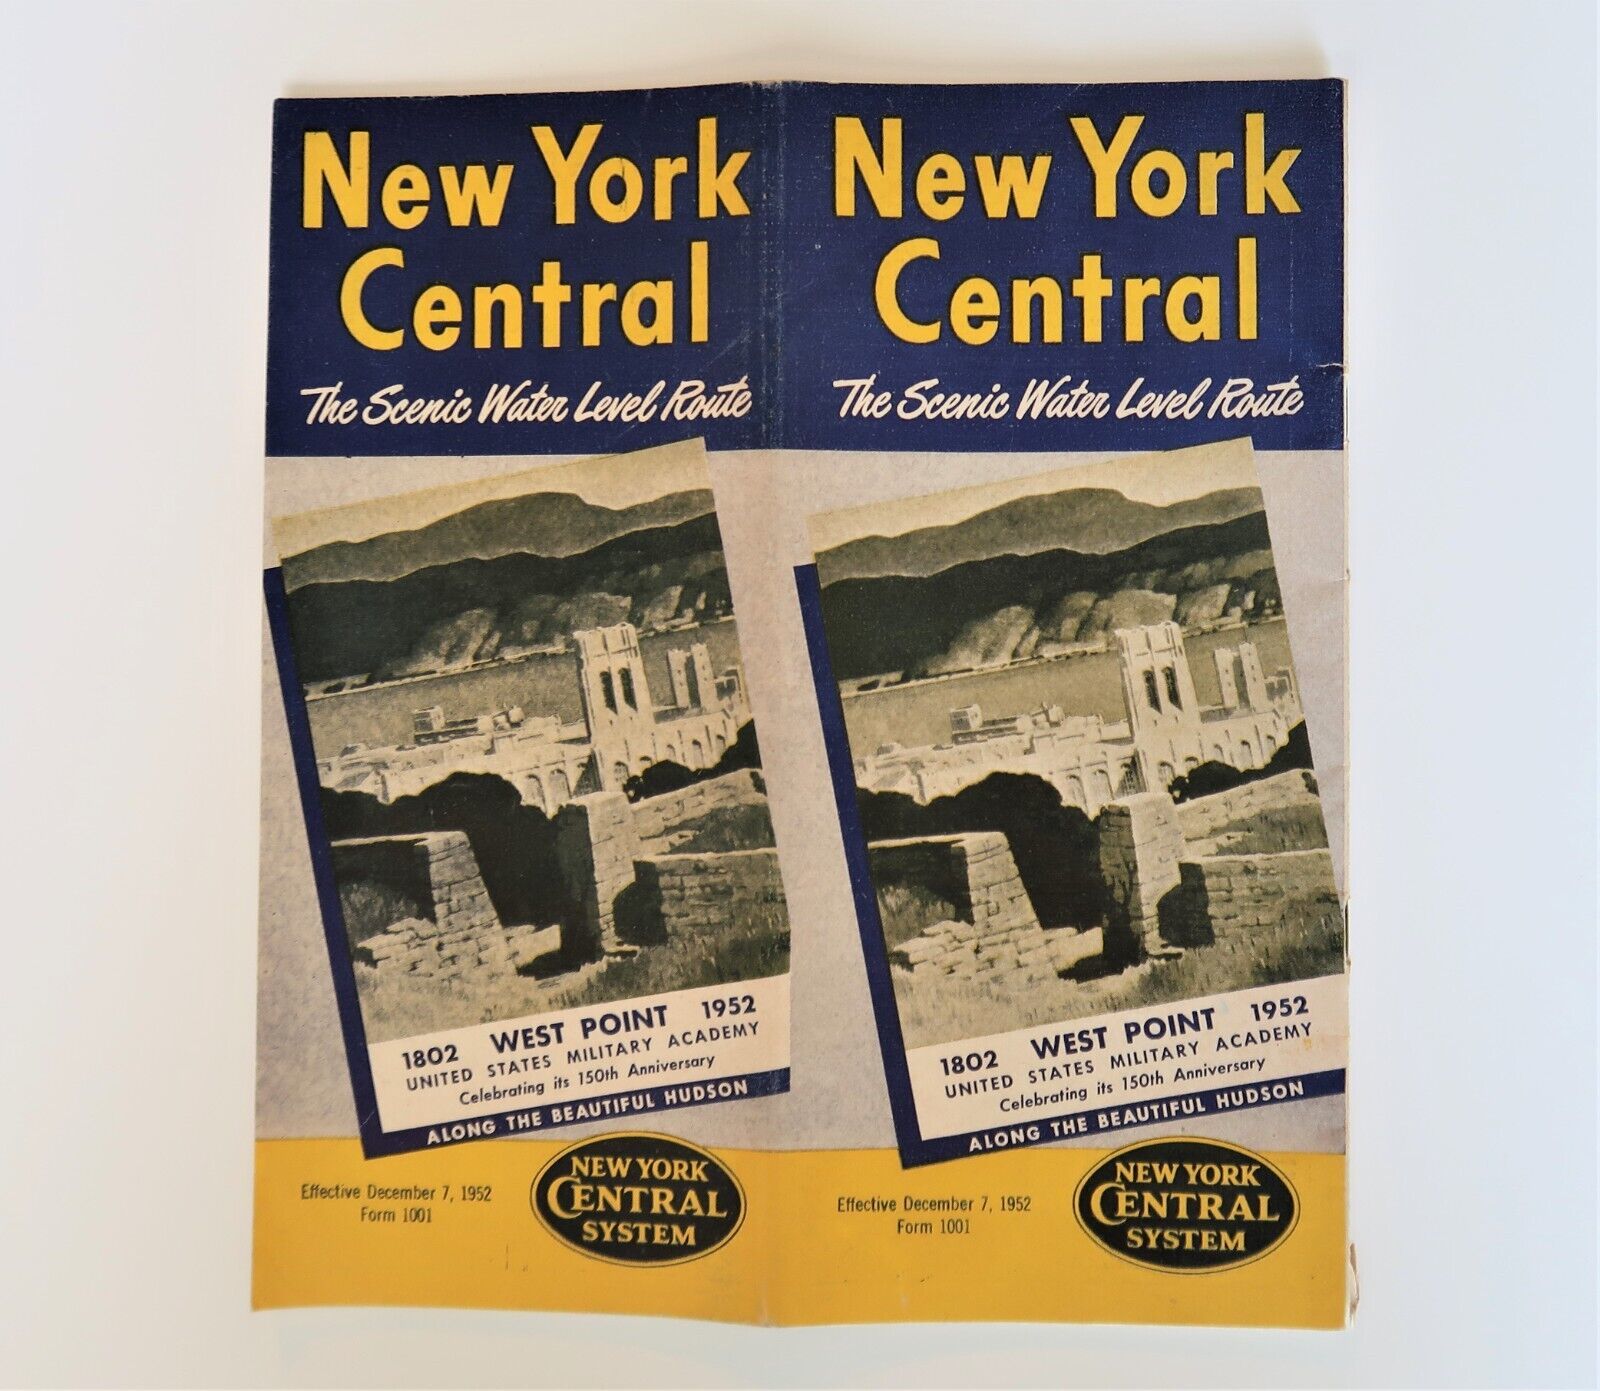 New York
Central
The Scenic Water Level Route
1802 WEST POINT 1952
UNITED STATES MILITARY ACADEMY
Celebrating its 150th Anniversary
ALONG THE BEAUTIFUL HUDSON
Effective December 7, 1952
Form 1001
NEW YORK
CENTRAL
SYSTEM
New York
Central
The Scenic Water Level Route
1802 WEST POINT 1952
UNITED STATES MILITARY ACADEMY
Celebrating its 150th Anniversary
ALONG THE BEAUTIFUL HUDSON
Effective December 7, 1952
Form 1001
NEW YORK
CENTRAL
SYSTEM